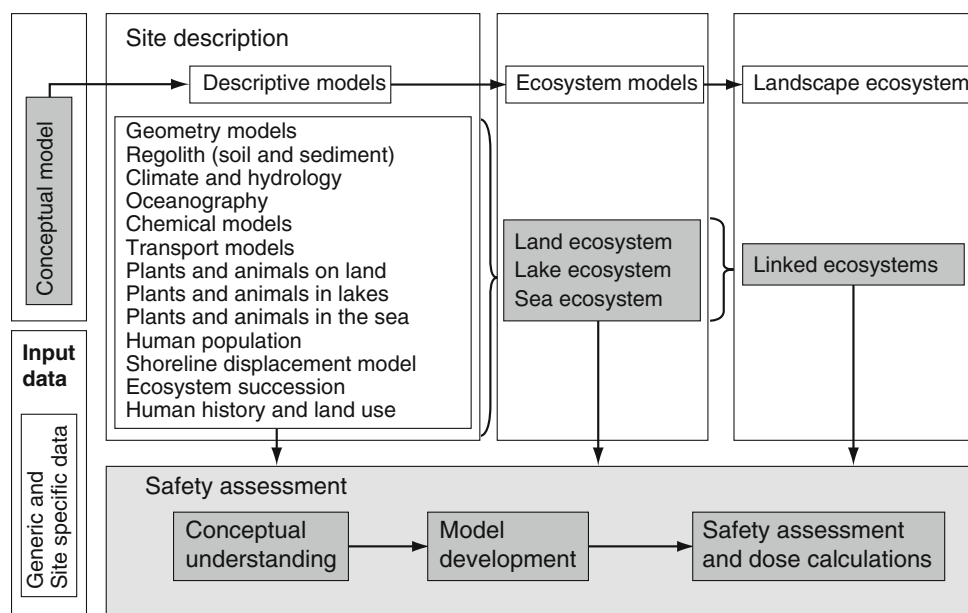 Site description
Conceptual model
Descriptive models
Ecosystem models
Landscape ecosystem
Geometry models
Regolith (soil and sediment)
Climate and hydrology
Oceanography
Chemical models
Transport models
Plants and animals on land
Plants and animals in lakes
Plants and animals in the sea
Human population
Shoreline displacement model
Ecosystem succession
Human history and land use
Land ecosystem
Lake ecosystem
Sea ecosystem
Linked ecosystems
Input
data
Generic and
Site specific data
Safety assessment
Conceptual
understanding
Model
development
Safety assessment
and dose calculations